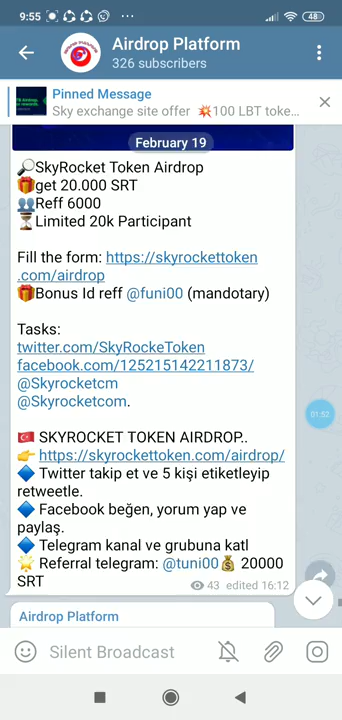 9:55
48
Airdrop Platform
326 subscribers
Pinned Message
Sky exchange site offer 💥100 LBT toke...
February 19
🔎SkyRocket Token Airdrop
🎁get 20.000 SRT
👥Reff 6000
⏳Limited 20k Participant
Fill the form: https://skyrockettoken
.com/airdrop
🎁Bonus Id reff @funi00 (mandotary)
Tasks:
twitter.com/SkyRockeToken
facebook.com/125215142211873/
@Skyrocketcm
@Skyrocketcom.
🇹🇷 SKYROCKET TOKEN AIRDROP..
👉 https://skyrockettoken.com/airdrop/
🔷 Twitter takip et ve 5 kişi etiketleyip
retweetle.
🔷 Facebook beğen, yorum yap ve
paylaş.
🔷 Telegram kanal ve grubuna katl
🌟 Referral telegram: @tuni00💰 20000
SRT
43 edited 16:12
01:52
Airdrop Platform
Silent Broadcast